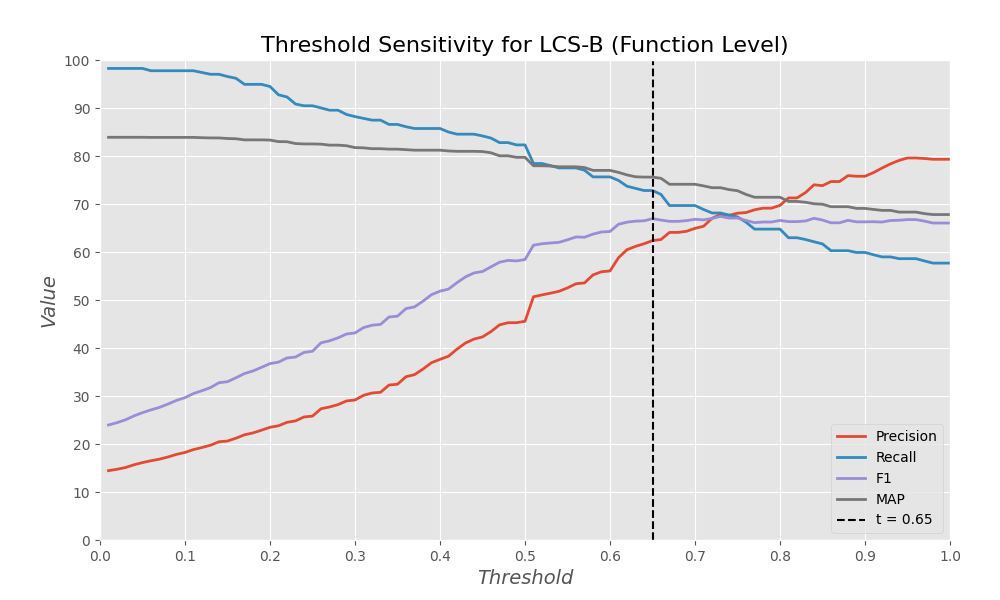 Threshold Sensitivity for LCS-B (Function Level)
100
90
80
70
60
50
40
30
20
10
0
Value
0.0 0.1 0.2 0.3 0.4 0.5 0.6 0.7 0.8 0.9 1.0
Threshold
Precision
Recall
F1
MAP
t = 0.65